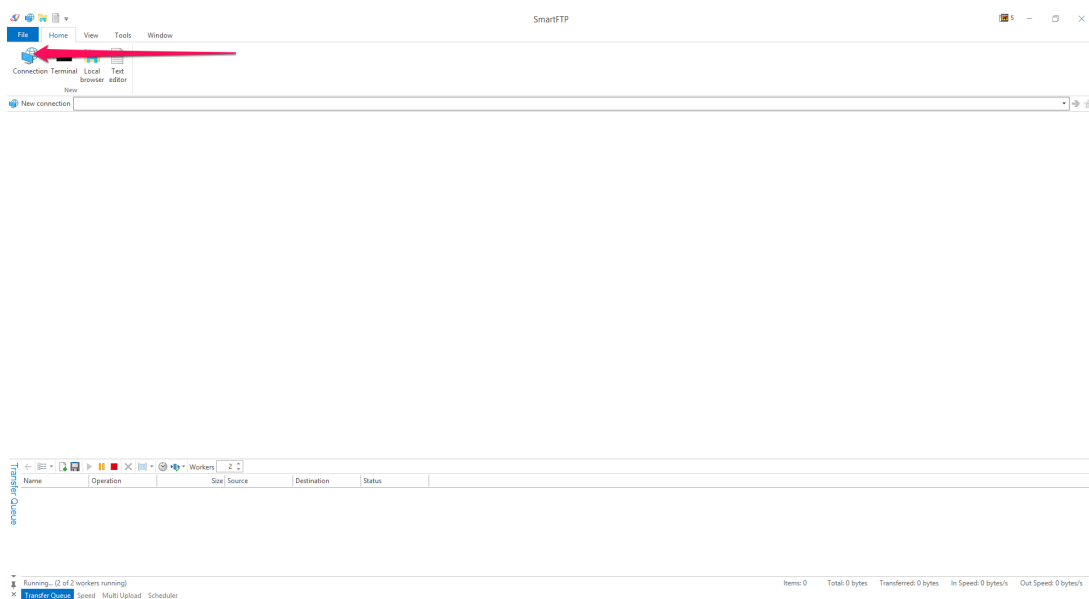 SmartFTP
5
File Home View Tools Window
Connection Terminal Local browser Text editor
New
New connection
Transfer Queue
Workers 2
Name Operation Size Source Destination Status
Running... (2 of 2 workers running) Items: 0 Total: 0 bytes Transferred: 0 bytes In Speed: 0 bytes/s Out Speed: 0 bytes/s
Transfer Queue Speed Multi Upload Scheduler